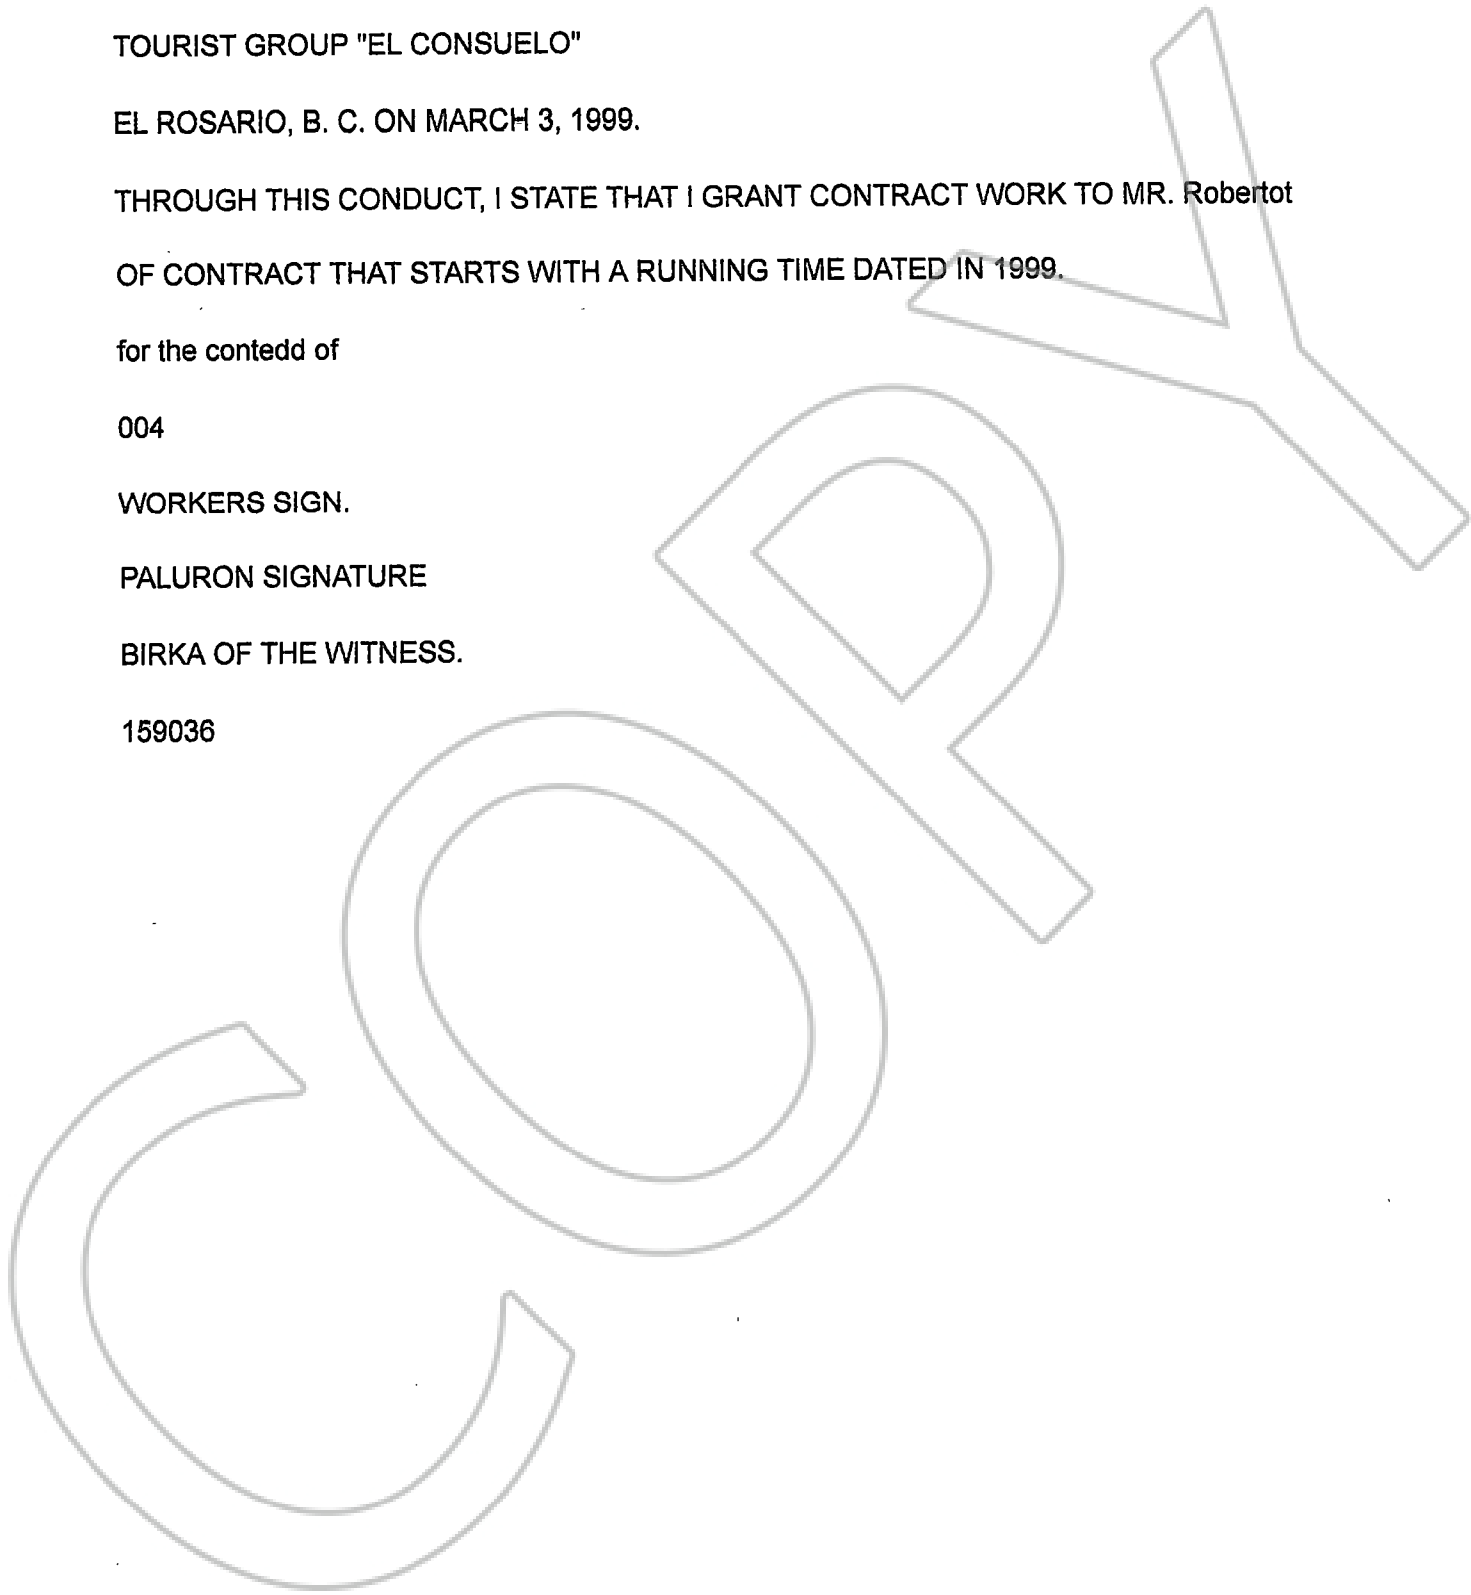 TOURIST GROUP "EL CONSUELO"
EL ROSARIO, B. C. ON MARCH 3, 1999.
THROUGH THIS CONDUCT, I STATE THAT I GRANT CONTRACT WORK TO MR. Robertot
OF CONTRACT THAT STARTS WITH A RUNNING TIME DATED IN 1999.
for the contedd of
004
WORKERS SIGN.
PALURON SIGNATURE
BIRKA OF THE WITNESS.
159036
COPY